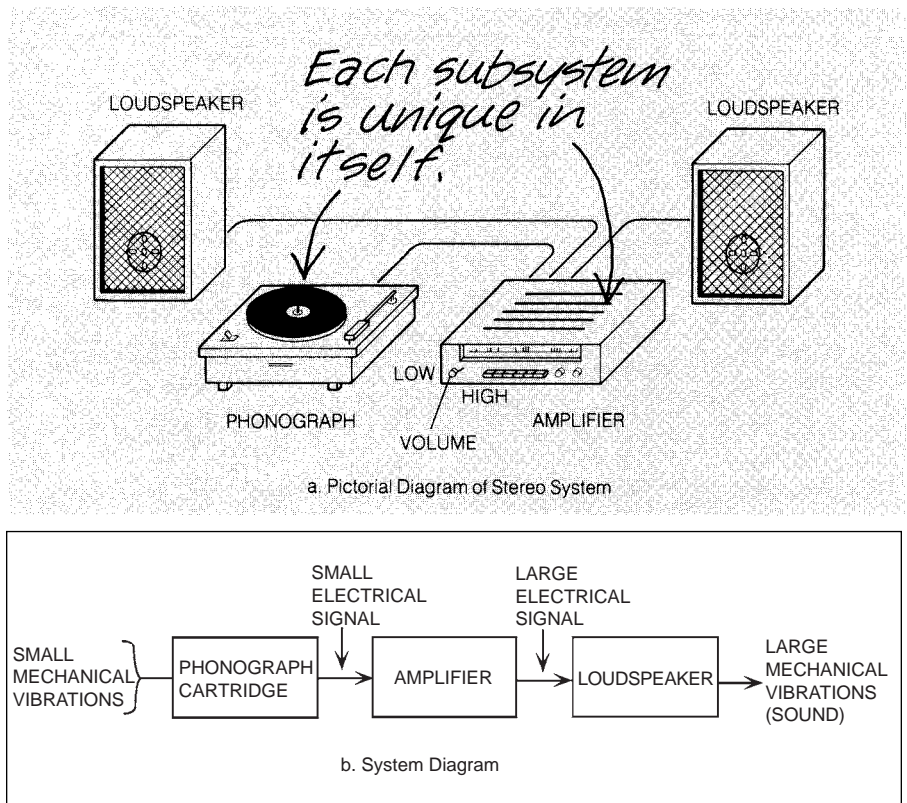 Each subsystem
is unique in
itself.
LOUDSPEAKER
LOUDSPEAKER
LOW
HIGH
PHONOGRAPH
AMPLIFIER
VOLUME
a. Pictorial Diagram of Stereo System
SMALL
ELECTRICAL
SIGNAL
LARGE
ELECTRICAL
SIGNAL
SMALL
MECHANICAL
VIBRATIONS
PHONOGRAPH
CARTRIDGE
AMPLIFIER
LOUDSPEAKER
LARGE
MECHANICAL
VIBRATIONS
(SOUND)
b. System Diagram